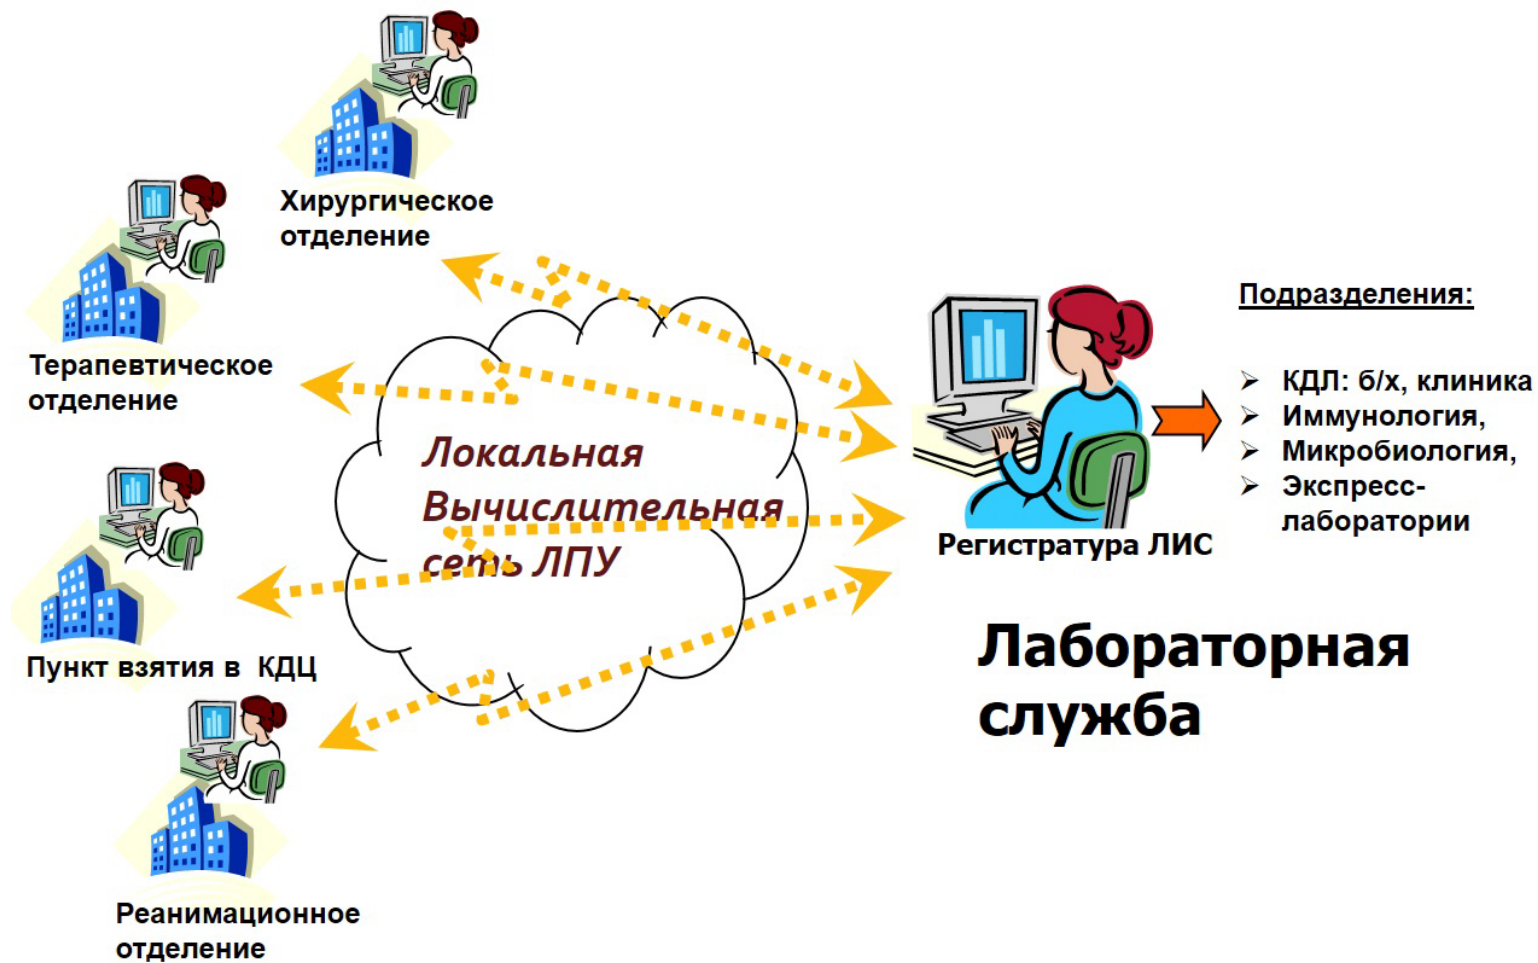 Хирургическое
отделение
Терапевтическое
отделение
Пункт взятия в КДЦ
Реанимационное
отделение
Локальная
Вычислительная
сеть ЛПУ
Регистратура ЛИС
Лабораторная
служба
Подразделения:
КДЛ: б/х, клиника
Иммунология,
Микробиология,
Экспресс-
лаборатории